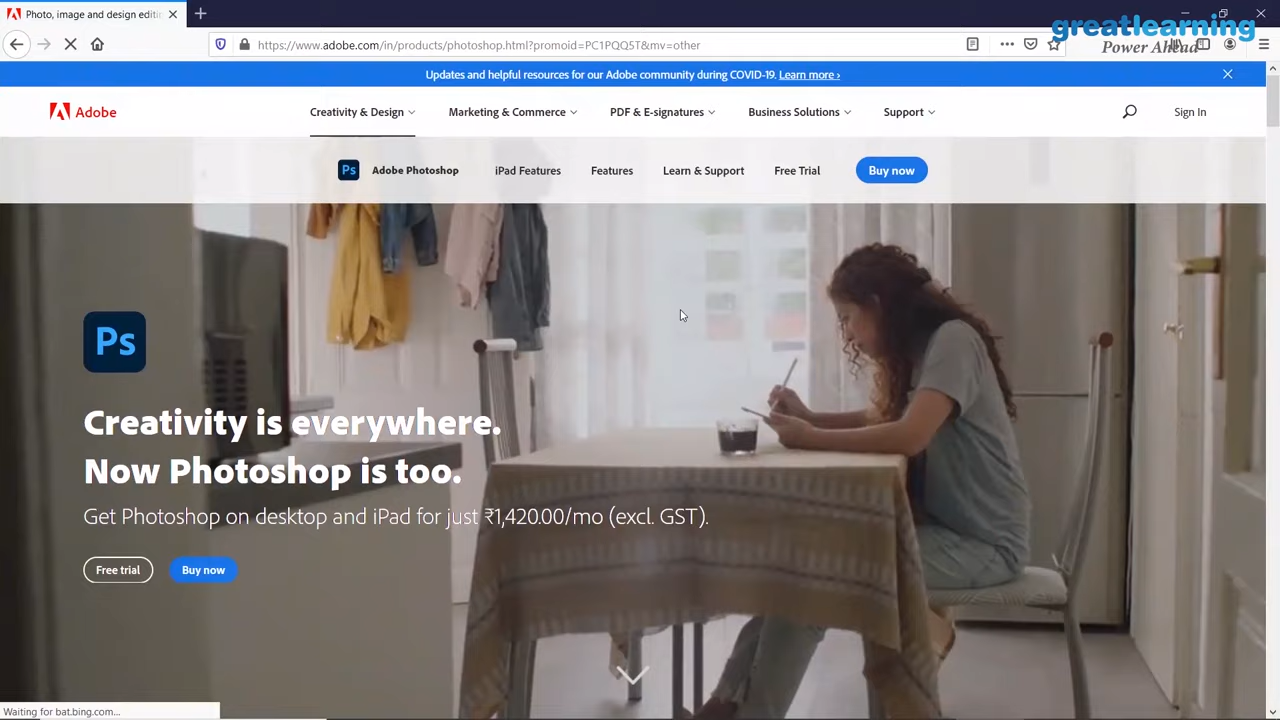 Photo, image and design editi
greatlearning
Power Ahead
https://www.adobe.com/in/products/photoshop.html?promoid=PC1PQQ5T&mv=other
Updates and helpful resources for our Adobe community during COVID-19. Learn more ›
Adobe
Creativity & Design
Marketing & Commerce
PDF & E-signatures
Business Solutions
Support
Sign In
Ps
Adobe Photoshop
iPad Features
Features
Learn & Support
Free Trial
Buy now
Ps
Creativity is everywhere.
Now Photoshop is too.
Get Photoshop on desktop and iPad for just ₹1,420.00/mo (excl. GST).
Free trial
Buy now
Waiting for bat.bing.com...